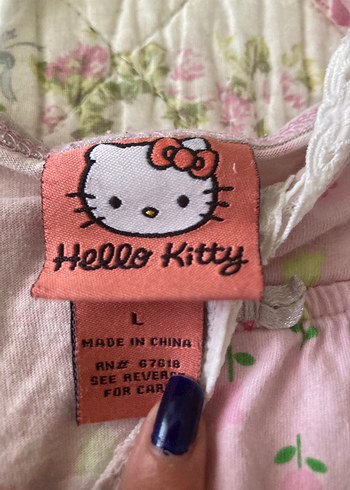 Hello Kitty
L
MADE IN CHINA
RN# 67618
SEE REVERSE
FOR CARE